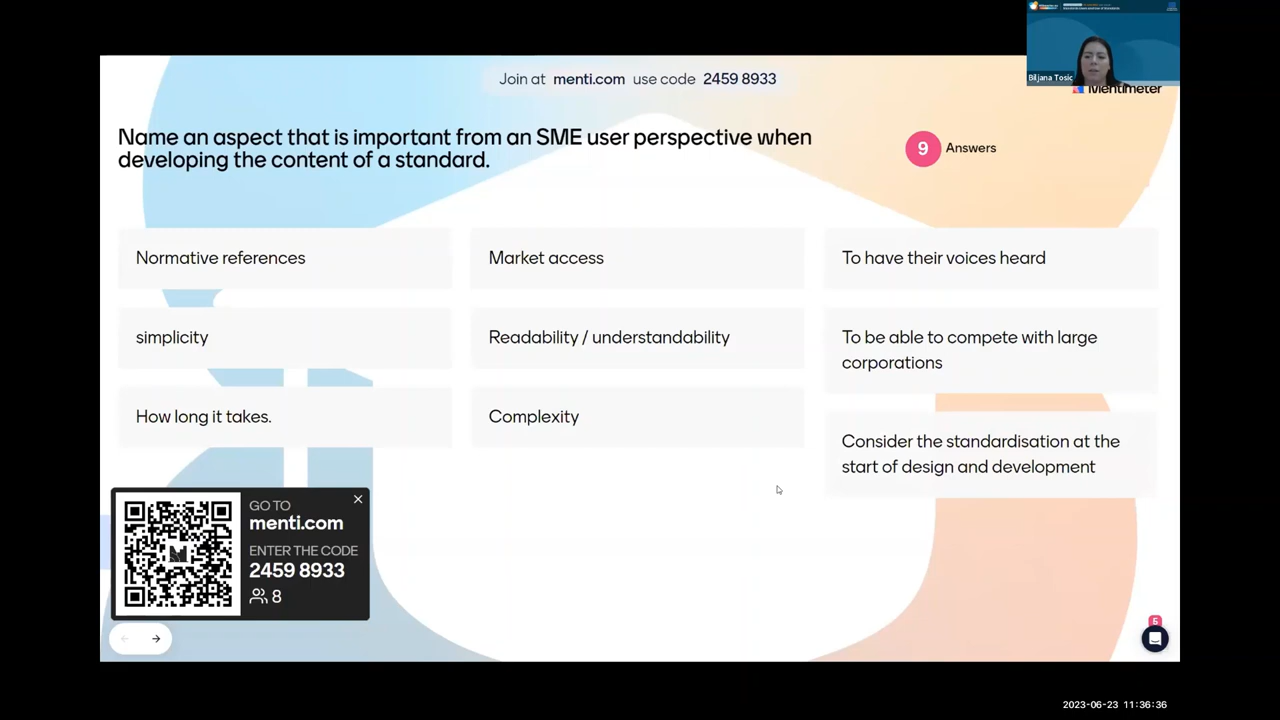 Join at menti.com use code 2459 8933
Biljana Tosic
Mentimeter
Name an aspect that is important from an SME user perspective when
developing the content of a standard.
9 Answers
Normative references
Market access
To have their voices heard
simplicity
Readability / understandability
To be able to compete with large
corporations
How long it takes.
Complexity
Consider the standardisation at the
start of design and development
GO TO
menti.com
ENTER THE CODE
2459 8933
8
5
2023-06-23 11:36:36